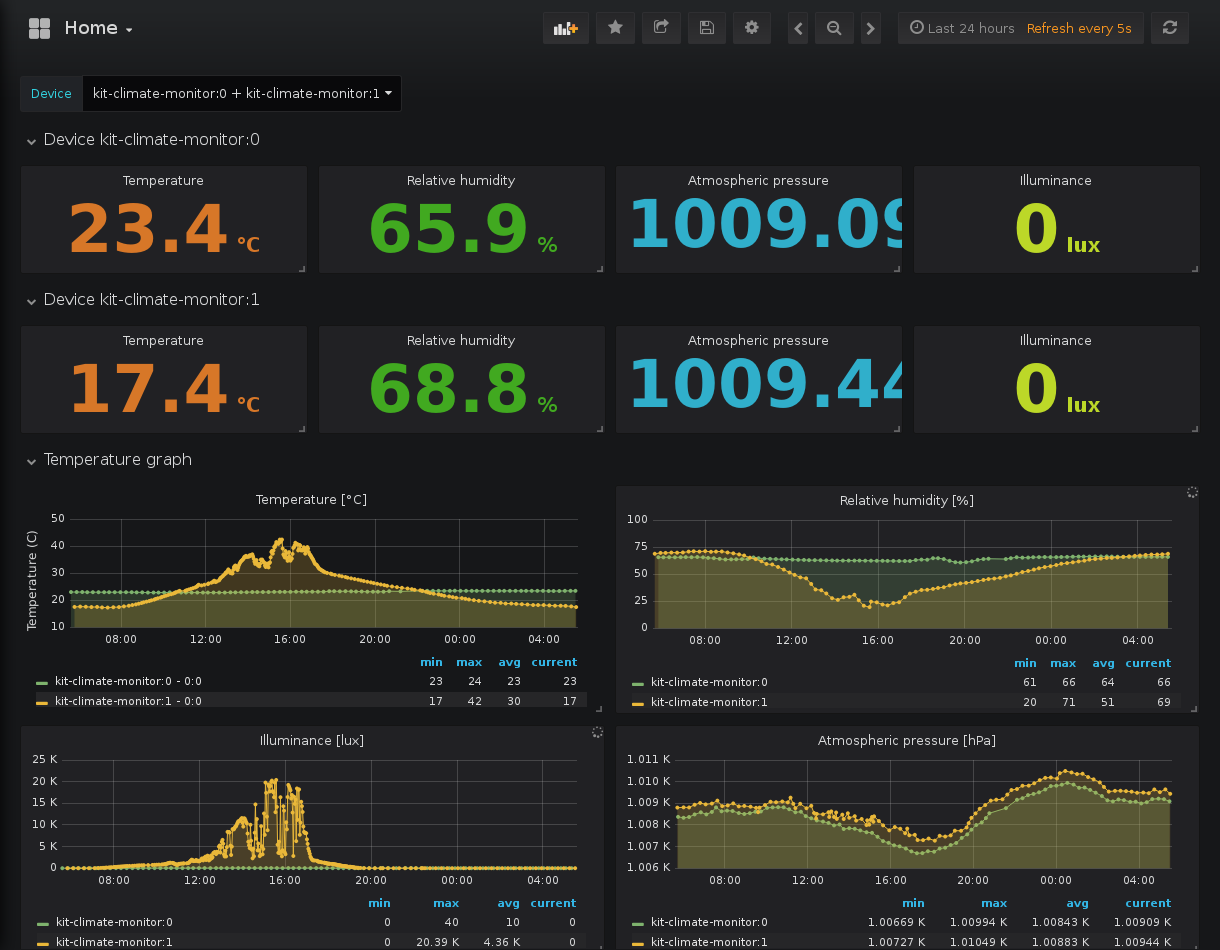 Home
Last 24 hours Refresh every 5s
Device kit-climate-monitor:0 + kit-climate-monitor:1
Device kit-climate-monitor:0
Temperature Relative humidity Atmospheric pressure Illuminance
23.4 °C 65.9 % 1009.09 0 lux
Device kit-climate-monitor:1
Temperature Relative humidity Atmospheric pressure Illuminance
17.4 °C 68.8 % 1009.44 0 lux
Temperature graph
Temperature [°C]
Temperature (C)
50
40
30
20
10
08:00 12:00 16:00 20:00 00:00 04:00
min max avg current
kit-climate-monitor:0 - 0:0 23 24 23 23
kit-climate-monitor:1 - 0:0 17 42 30 17
Relative humidity [%]
100
75
50
25
0
08:00 12:00 16:00 20:00 00:00 04:00
min max avg current
kit-climate-monitor:0 61 66 64 66
kit-climate-monitor:1 20 71 51 69
Illuminance [lux]
25 K
20 K
15 K
10 K
5 K
0
08:00 12:00 16:00 20:00 00:00 04:00
min max avg current
kit-climate-monitor:0 0 40 10 0
kit-climate-monitor:1 0 20.39 K 4.36 K 0
Atmospheric pressure [hPa]
1.011 K
1.010 K
1.009 K
1.008 K
1.007 K
1.006 K
08:00 12:00 16:00 20:00 00:00 04:00
min max avg current
kit-climate-monitor:0 1.00669 K 1.00994 K 1.00843 K 1.00909 K
kit-climate-monitor:1 1.00727 K 1.01049 K 1.00883 K 1.00944 K